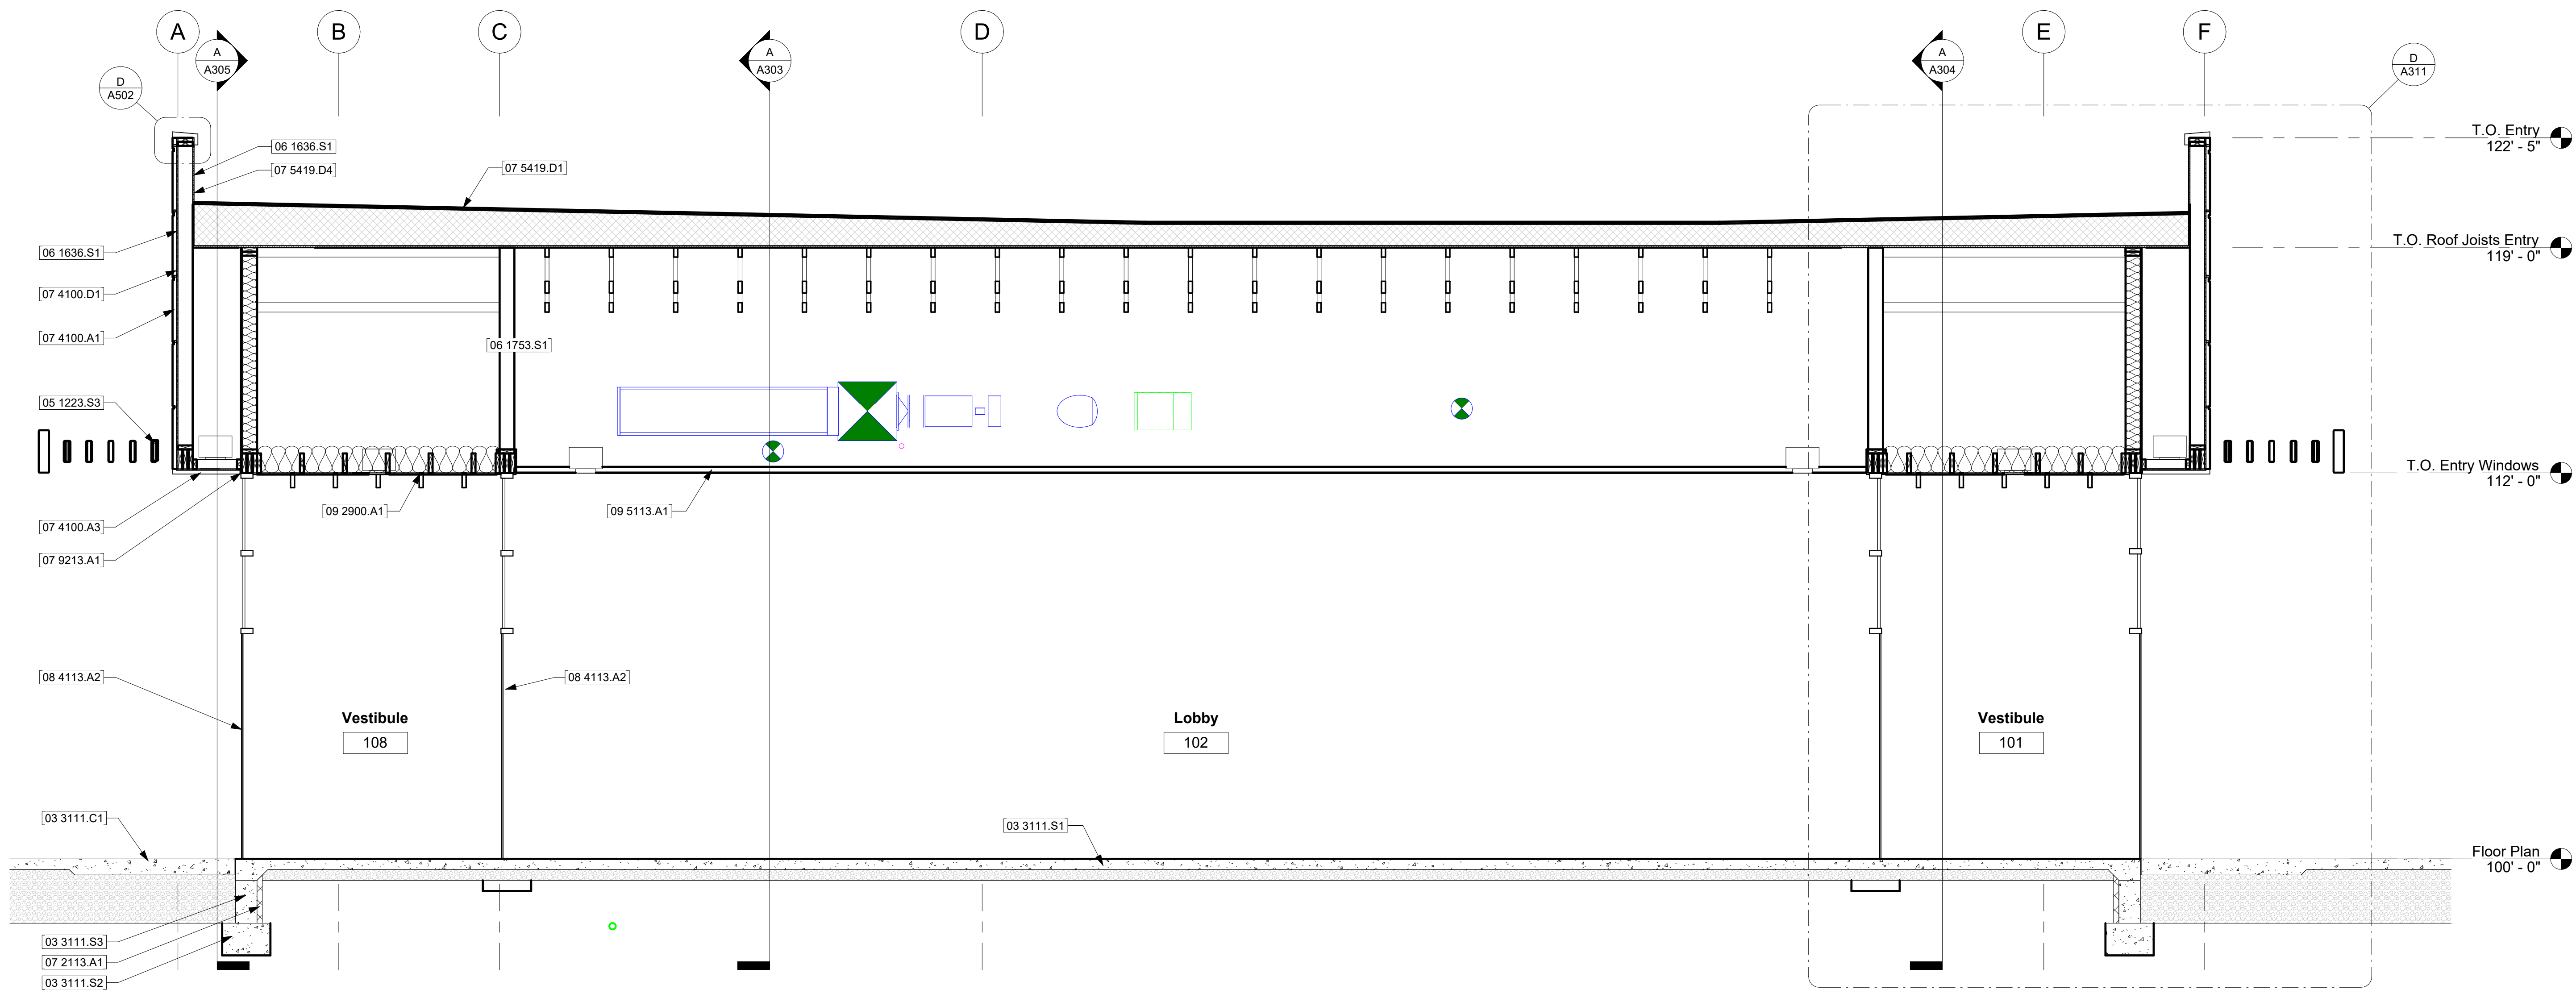 A
B
C
D
E
F
A
A305
A
A303
A
A304
D
A311
D
A502
T.O. Entry
122' - 5"
06 1636.S1
07 5419.D4
07 5419.D1
T.O. Roof Joists Entry
119' - 0"
06 1636.S1
07 4100.D1
07 4100.A1
06 1753.S1
05 1223.S3
T.O. Entry Windows
112' - 0"
07 4100.A3
09 2900.A1
09 5113.A1
07 9213.A1
08 4113.A2
08 4113.A2
Vestibule
108
Lobby
102
Vestibule
101
03 3111.C1
03 3111.S1
Floor Plan
100' - 0"
03 3111.S3
07 2113.A1
03 3111.S2